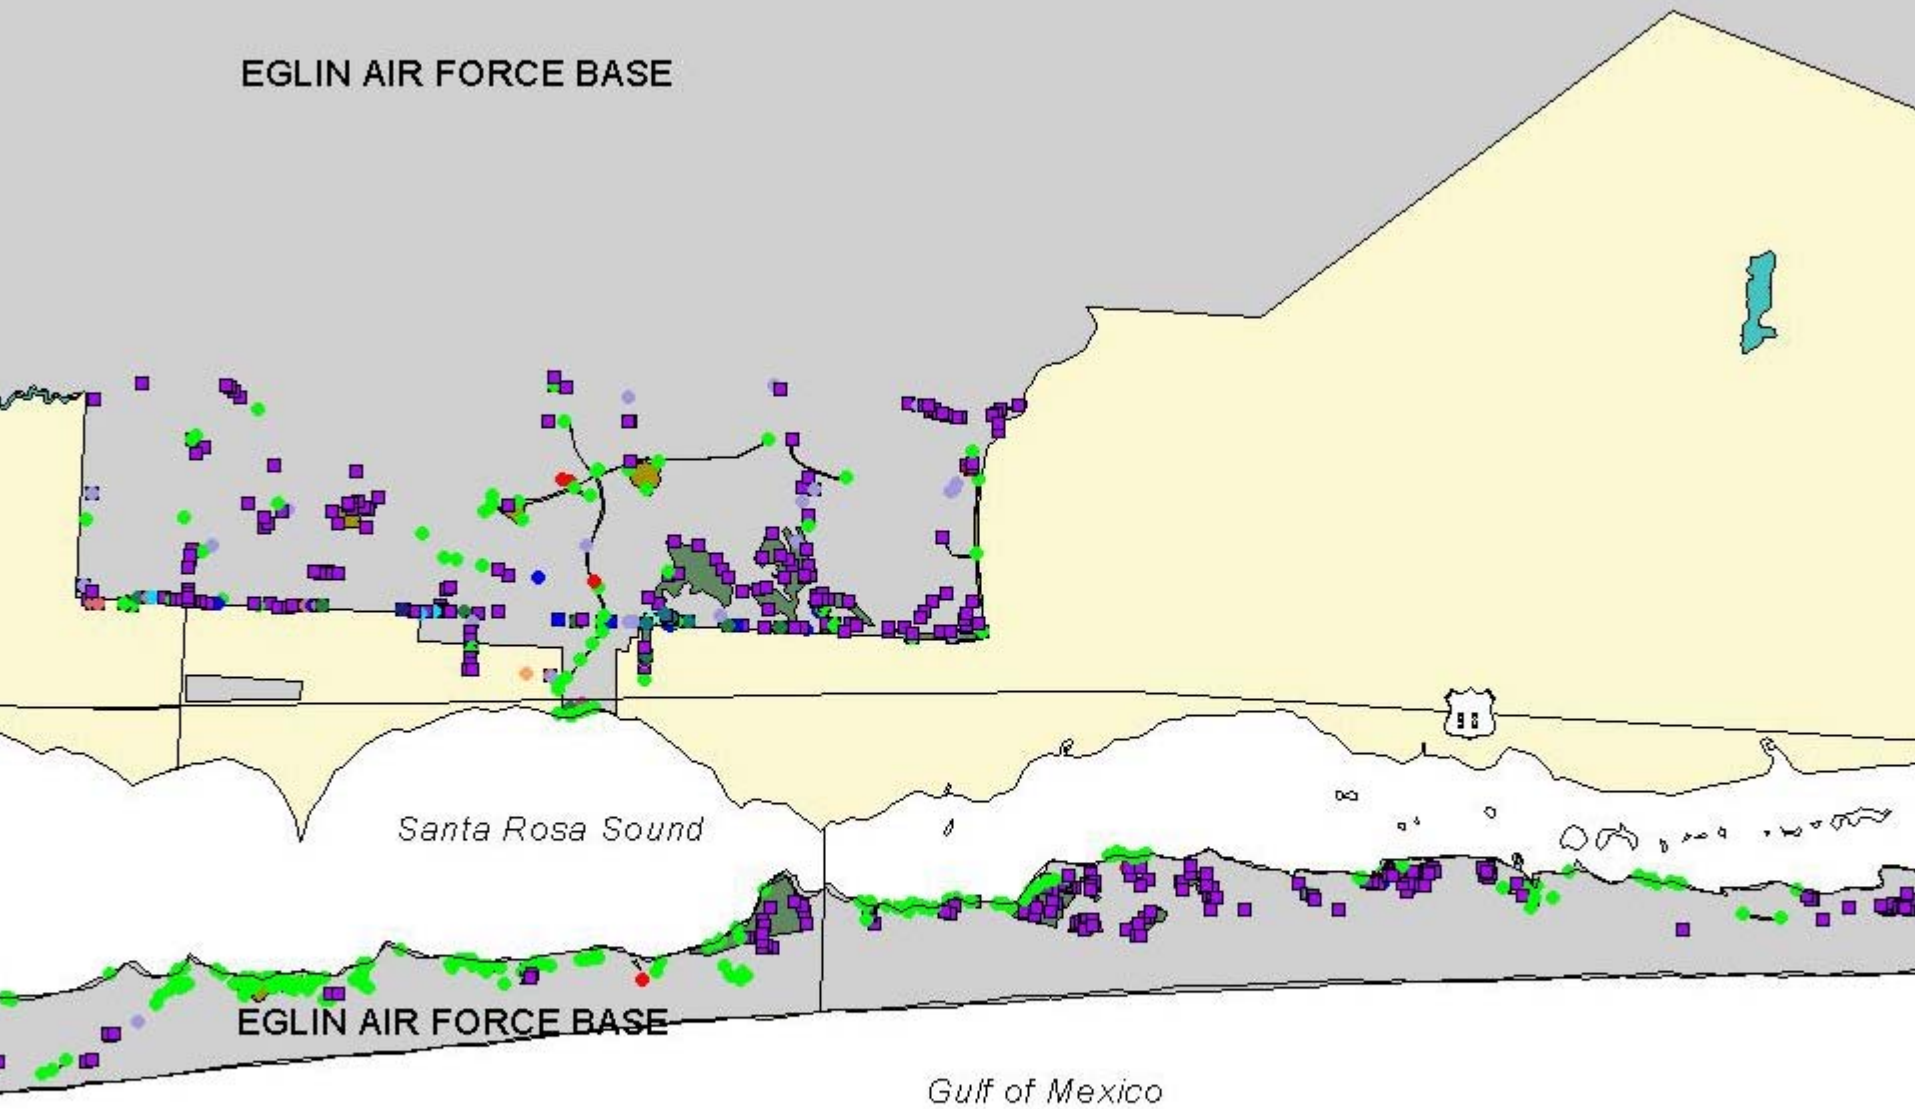 EGLIN AIR FORCE BASE
98
Santa Rosa Sound
EGLIN AIR FORCE BASE
Gulf of Mexico